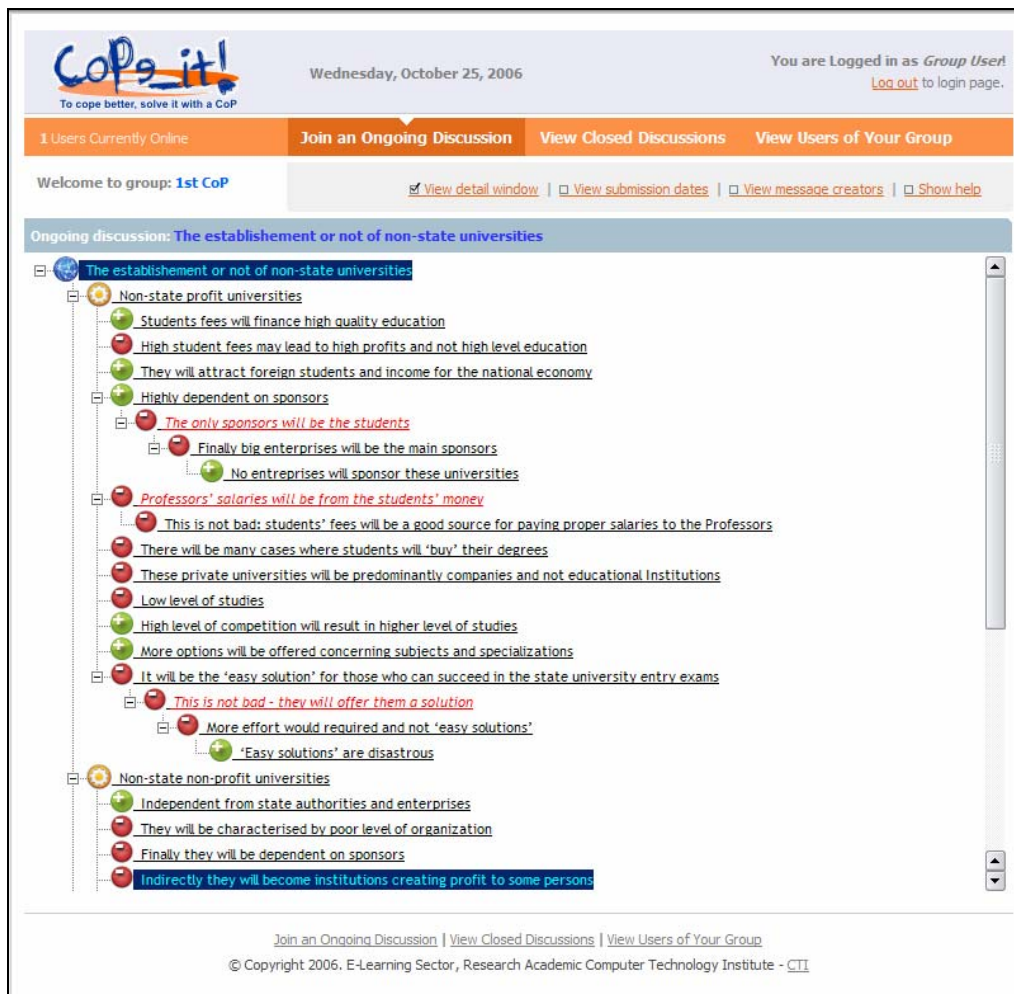 CoPe_it!
To cope better, solve it with a CoP
Wednesday, October 25, 2006
You are Logged in as Group User!
Log out to login page.
1 Users Currently Online
Join an Ongoing Discussion
View Closed Discussions
View Users of Your Group
Welcome to group: 1st CoP
View detail window | View submission dates | View message creators | Show help
Ongoing discussion: The establishement or not of non-state universities
The establishement or not of non-state universities
Non-state profit universities
Students fees will finance high quality education
High student fees may lead to high profits and not high level education
They will attract foreign students and income for the national economy
Highly dependent on sponsors
The only sponsors will be the students
Finally big enterprises will be the main sponsors
No entreprises will sponsor these universities
Professors' salaries will be from the students' money
This is not bad: students' fees will be a good source for paying proper salaries to the Professors
There will be many cases where students will 'buy' their degrees
These private universities will be predominantly companies and not educational Institutions
Low level of studies
High level of competition will result in higher level of studies
More options will be offered concerning subjects and specializations
It will be the 'easy solution' for those who can succeed in the state university entry exams
This is not bad - they will offer them a solution
More effort would required and not 'easy solutions'
'Easy solutions' are disastrous
Non-state non-profit universities
Independent from state authorities and enterprises
They will be characterised by poor level of organization
Finally they will be dependent on sponsors
Indirectly they will become institutions creating profit to some persons
Join an Ongoing Discussion | View Closed Discussions | View Users of Your Group
© Copyright 2006. E-Learning Sector, Research Academic Computer Technology Institute - CTI